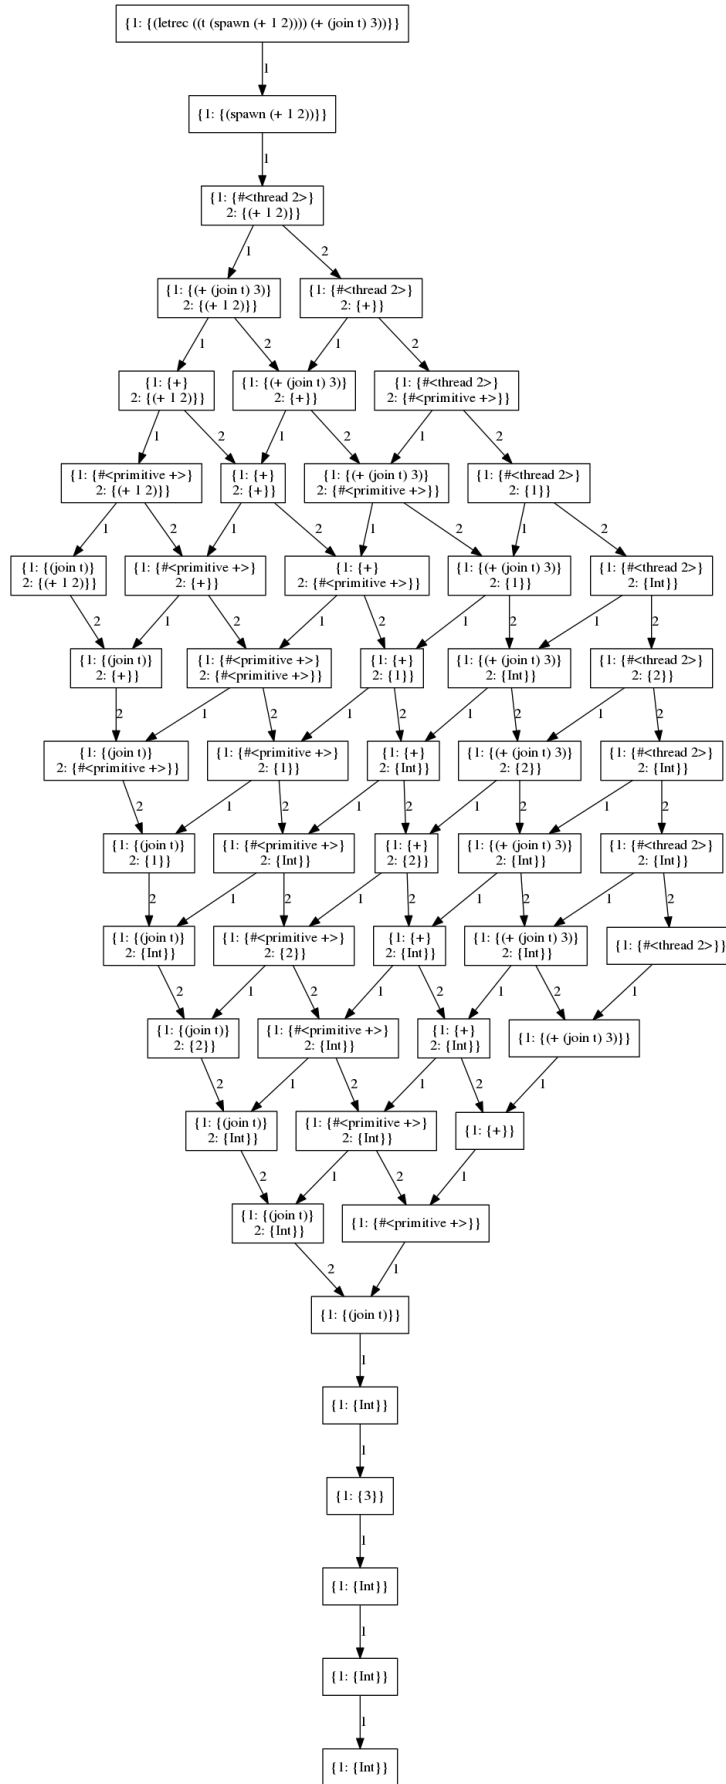 {1: {(letrec ((t (spawn (+ 1 2)))) (+ (join t) 3))}}
1
{1: {(spawn (+ 1 2))}}
1
{1: {#<thread 2>}
2: {(+ 1 2)}}
1 2
{1: {(+ (join t) 3)} {1: {#<thread 2>}
2: {(+ 1 2)}} 2: {+}}
1 2 1 2
{1: {+} {1: {(+ (join t) 3)} {1: {#<thread 2>}
2: {(+ 1 2)}} 2: {+}} 2: {#<primitive +>}}
1 2 1 2 1 2
{1: {#<primitive +>} {1: {+} {1: {(+ (join t) 3)} {1: {#<thread 2>}
2: {(+ 1 2)}} 2: {+}} 2: {#<primitive +>}} 2: {1}}
1 2 1 2 1 2 1 2
{1: {(join t)} {1: {#<primitive +>} {1: {+} {1: {(+ (join t) 3)} {1: {#<thread 2>}
2: {(+ 1 2)}} 2: {+}} 2: {#<primitive +>}} 2: {1}} 2: {Int}}
2 1 2 1 2 1 2 1 2
{1: {(join t)} {1: {#<primitive +>} {1: {+} {1: {(+ (join t) 3)} {1: {#<thread 2>}
2: {+}} 2: {#<primitive +>}} 2: {1}} 2: {Int}} 2: {2}}
2 1 2 1 2 1 2 1 2
{1: {(join t)} {1: {#<primitive +>} {1: {+} {1: {(+ (join t) 3)} {1: {#<thread 2>}
2: {#<primitive +>}} 2: {1}} 2: {Int}} 2: {2}} 2: {Int}}
2 1 2 1 2 1 2 1 2
{1: {(join t)} {1: {#<primitive +>} {1: {+} {1: {(+ (join t) 3)} {1: {#<thread 2>}
2: {1}} 2: {Int}} 2: {2}} 2: {Int}} 2: {Int}}
2 1 2 1 2 1 2 1 2
{1: {(join t)} {1: {#<primitive +>} {1: {+} {1: {(+ (join t) 3)} {1: {#<thread 2>}}
2: {Int}} 2: {2}} 2: {Int}} 2: {Int}}
2 1 2 1 2 1 2 1
{1: {(join t)} {1: {#<primitive +>} {1: {+} {1: {(+ (join t) 3)}}
2: {2}} 2: {Int}} 2: {Int}}
2 1 2 1 2 1
{1: {(join t)} {1: {#<primitive +>} {1: {+}}
2: {Int}} 2: {Int}}
2 1 2 1
{1: {(join t)} {1: {#<primitive +>}}
2: {Int}}
2 1
{1: {(join t)}}
1
{1: {Int}}
1
{1: {3}}
1
{1: {Int}}
1
{1: {Int}}
1
{1: {Int}}